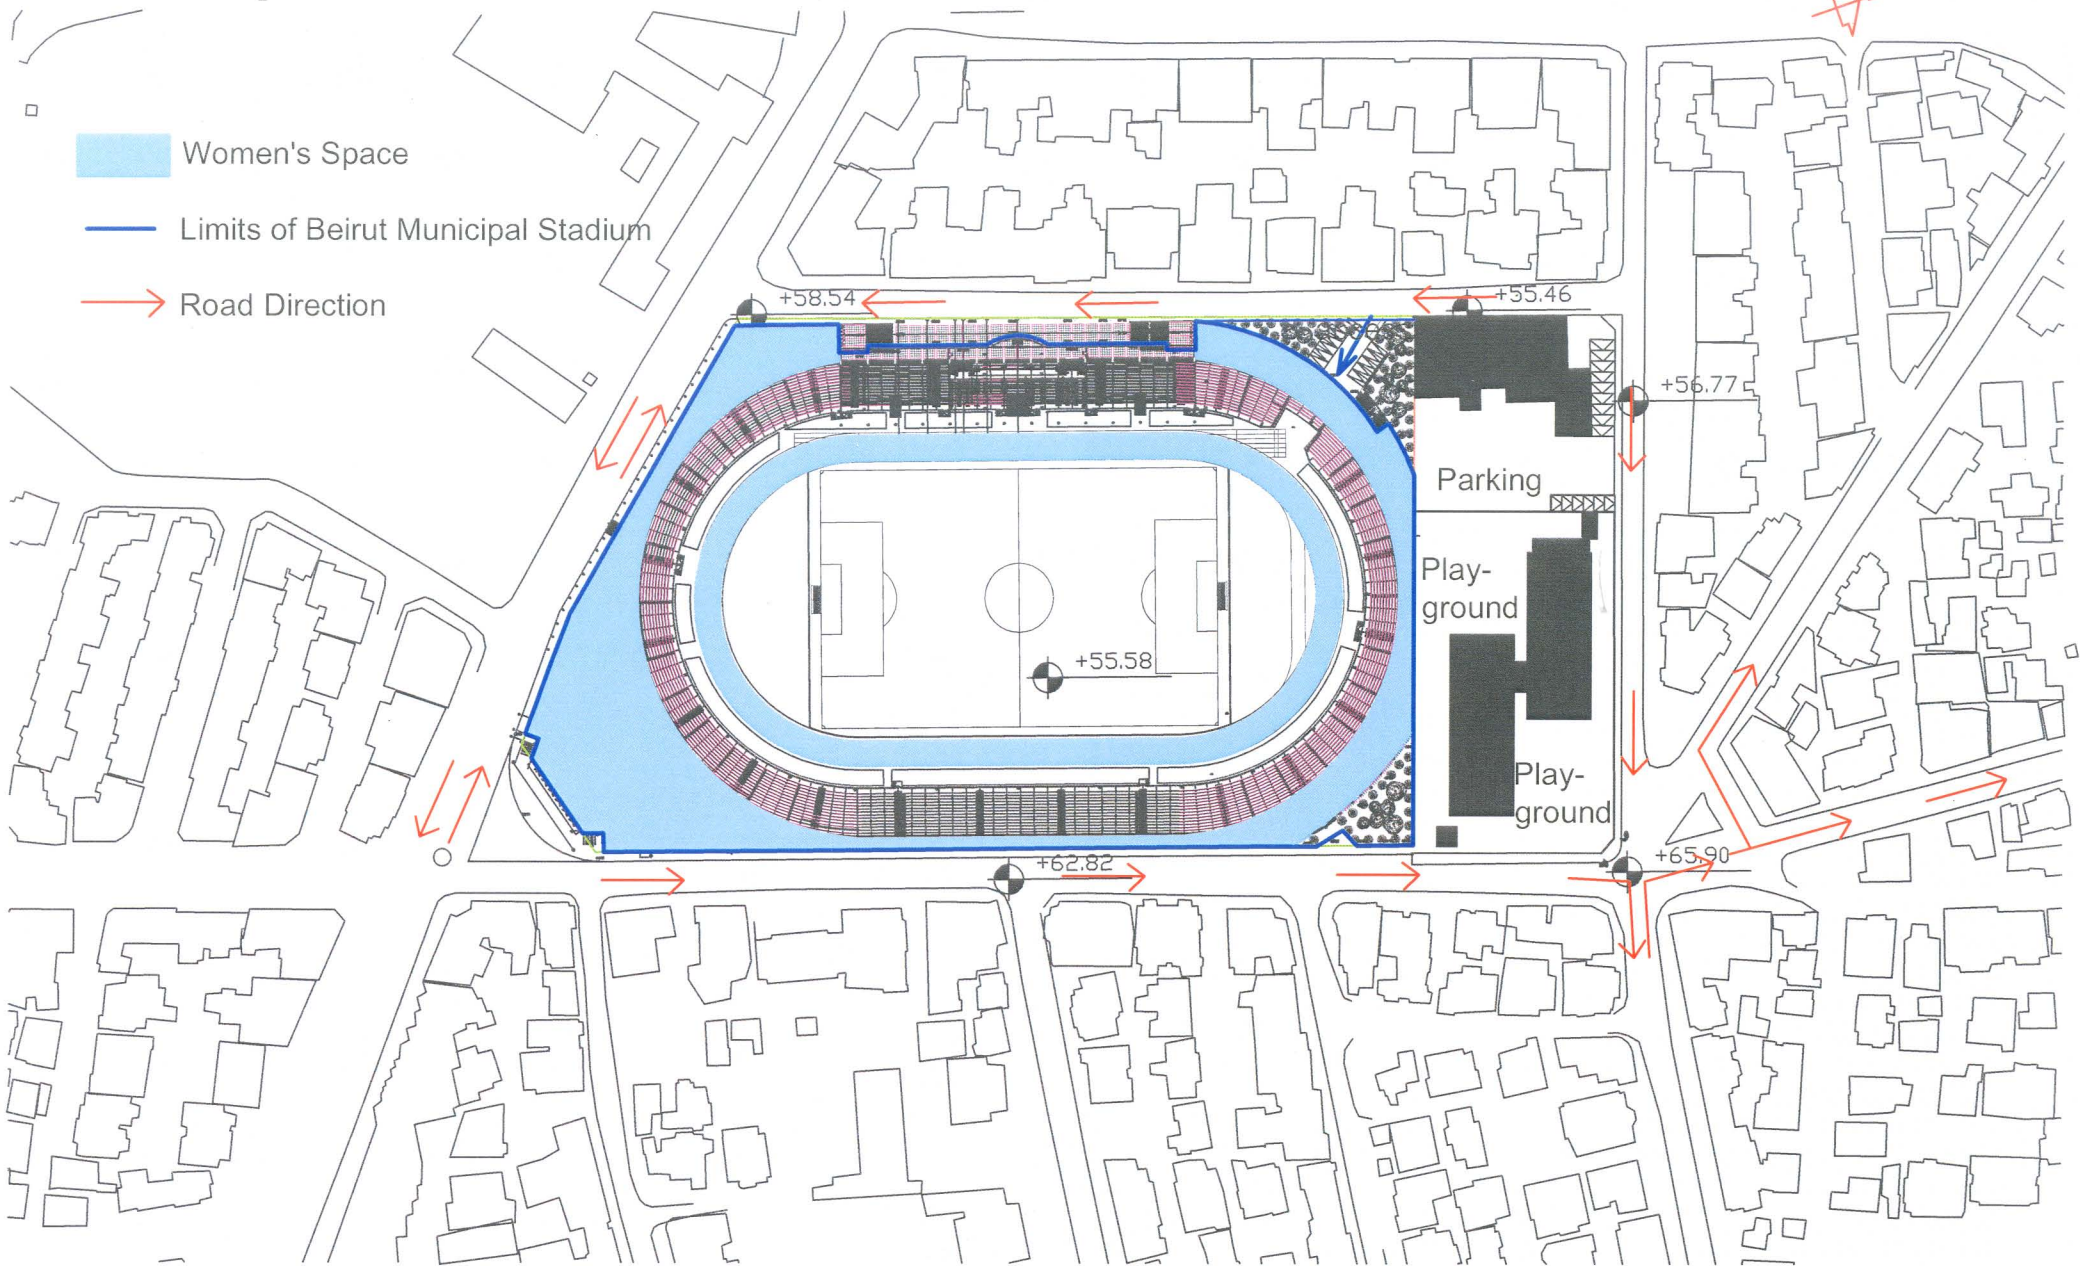 Women's Space
Limits of Beirut Municipal Stadium
Road Direction
+58.54
+55.46
+56.77
Parking
Play-
ground
+55.58
Play-
ground
+62.82
+65.90